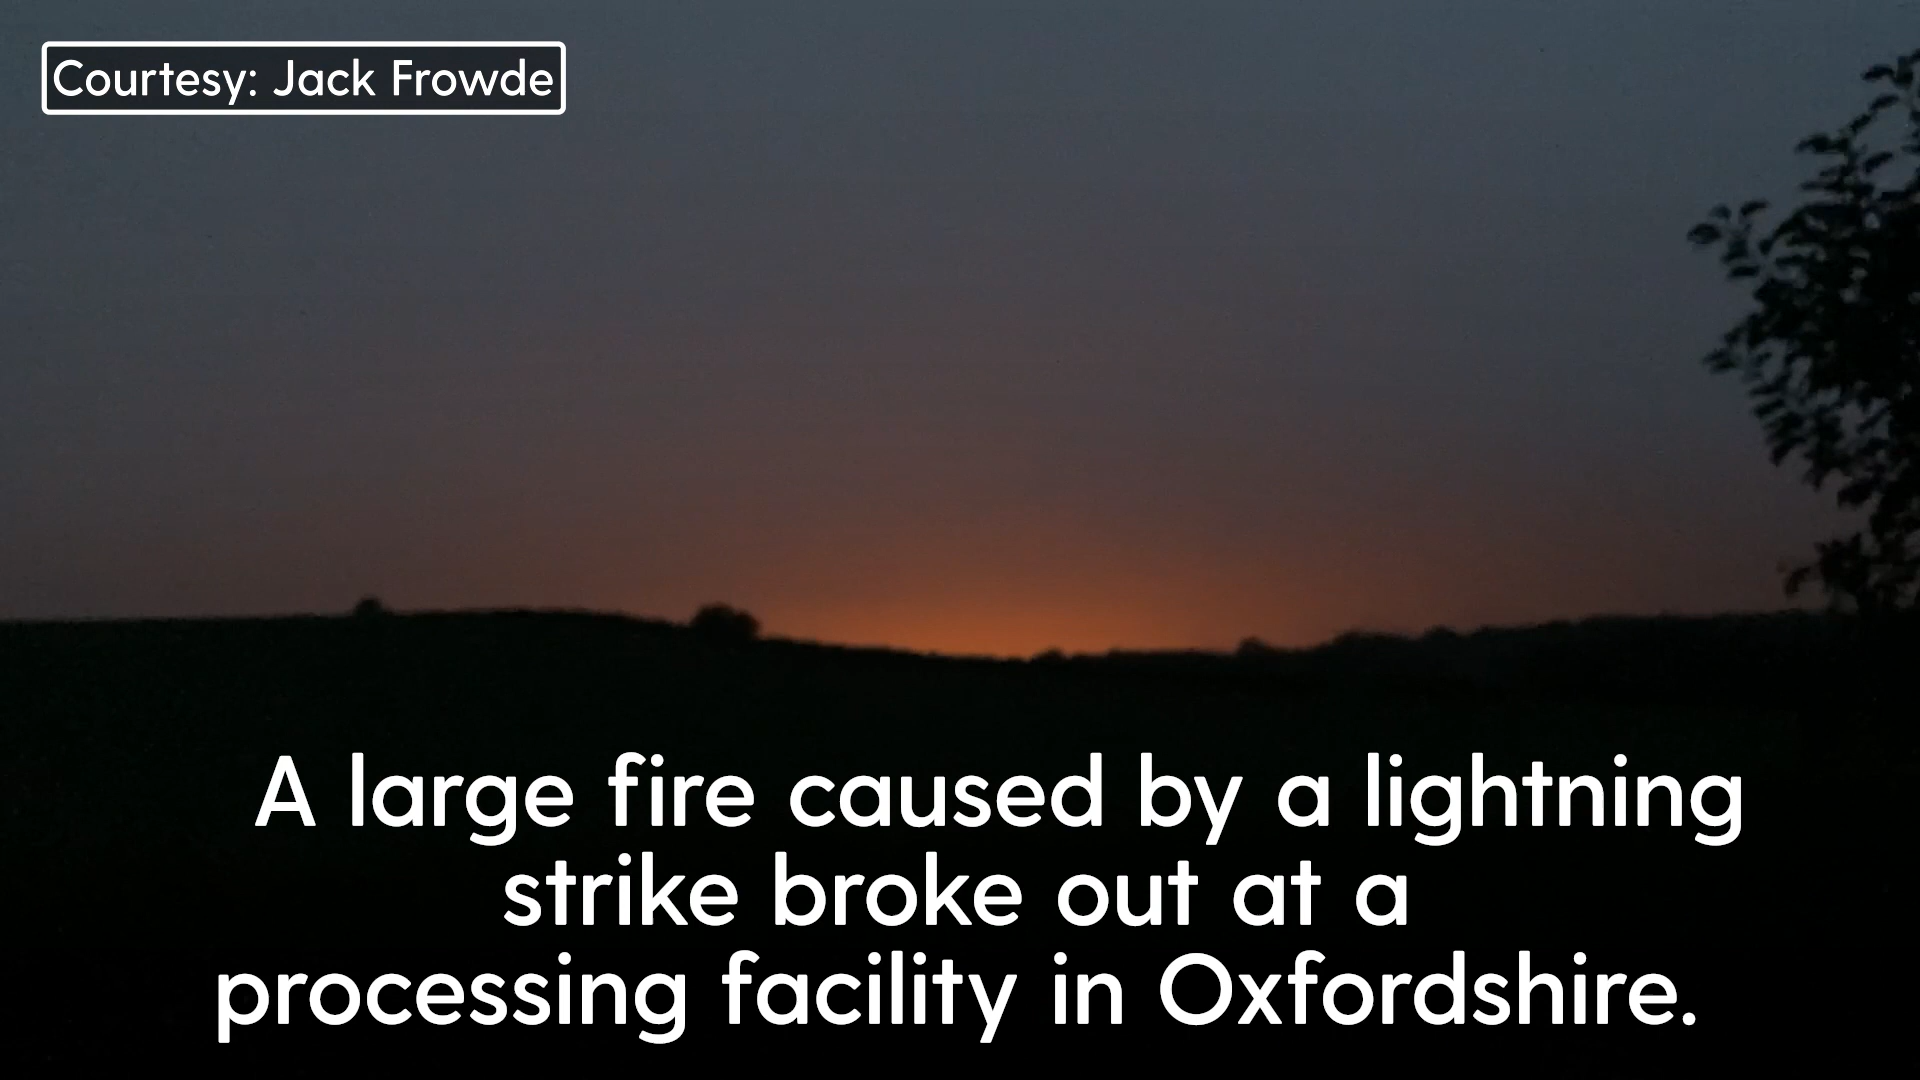 Courtesy: Jack Frowde
A large fire caused by a lightning
strike broke out at a
processing facility in Oxfordshire.